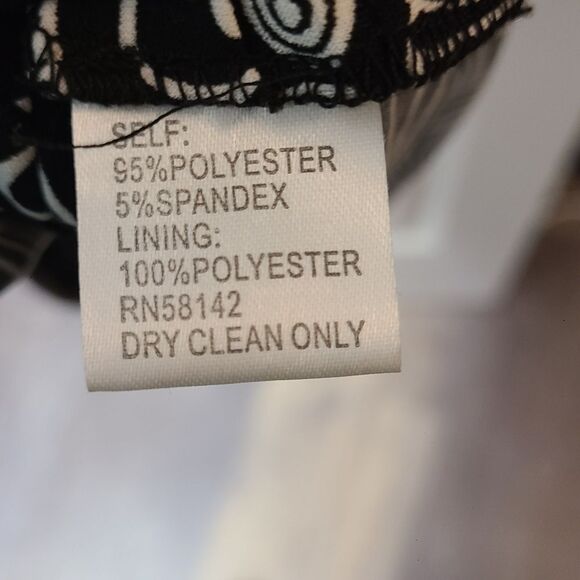 SELF:
95%POLYESTER
5%SPANDEX
LINING:
100%POLYESTER
RN58142
DRY CLEAN ONLY